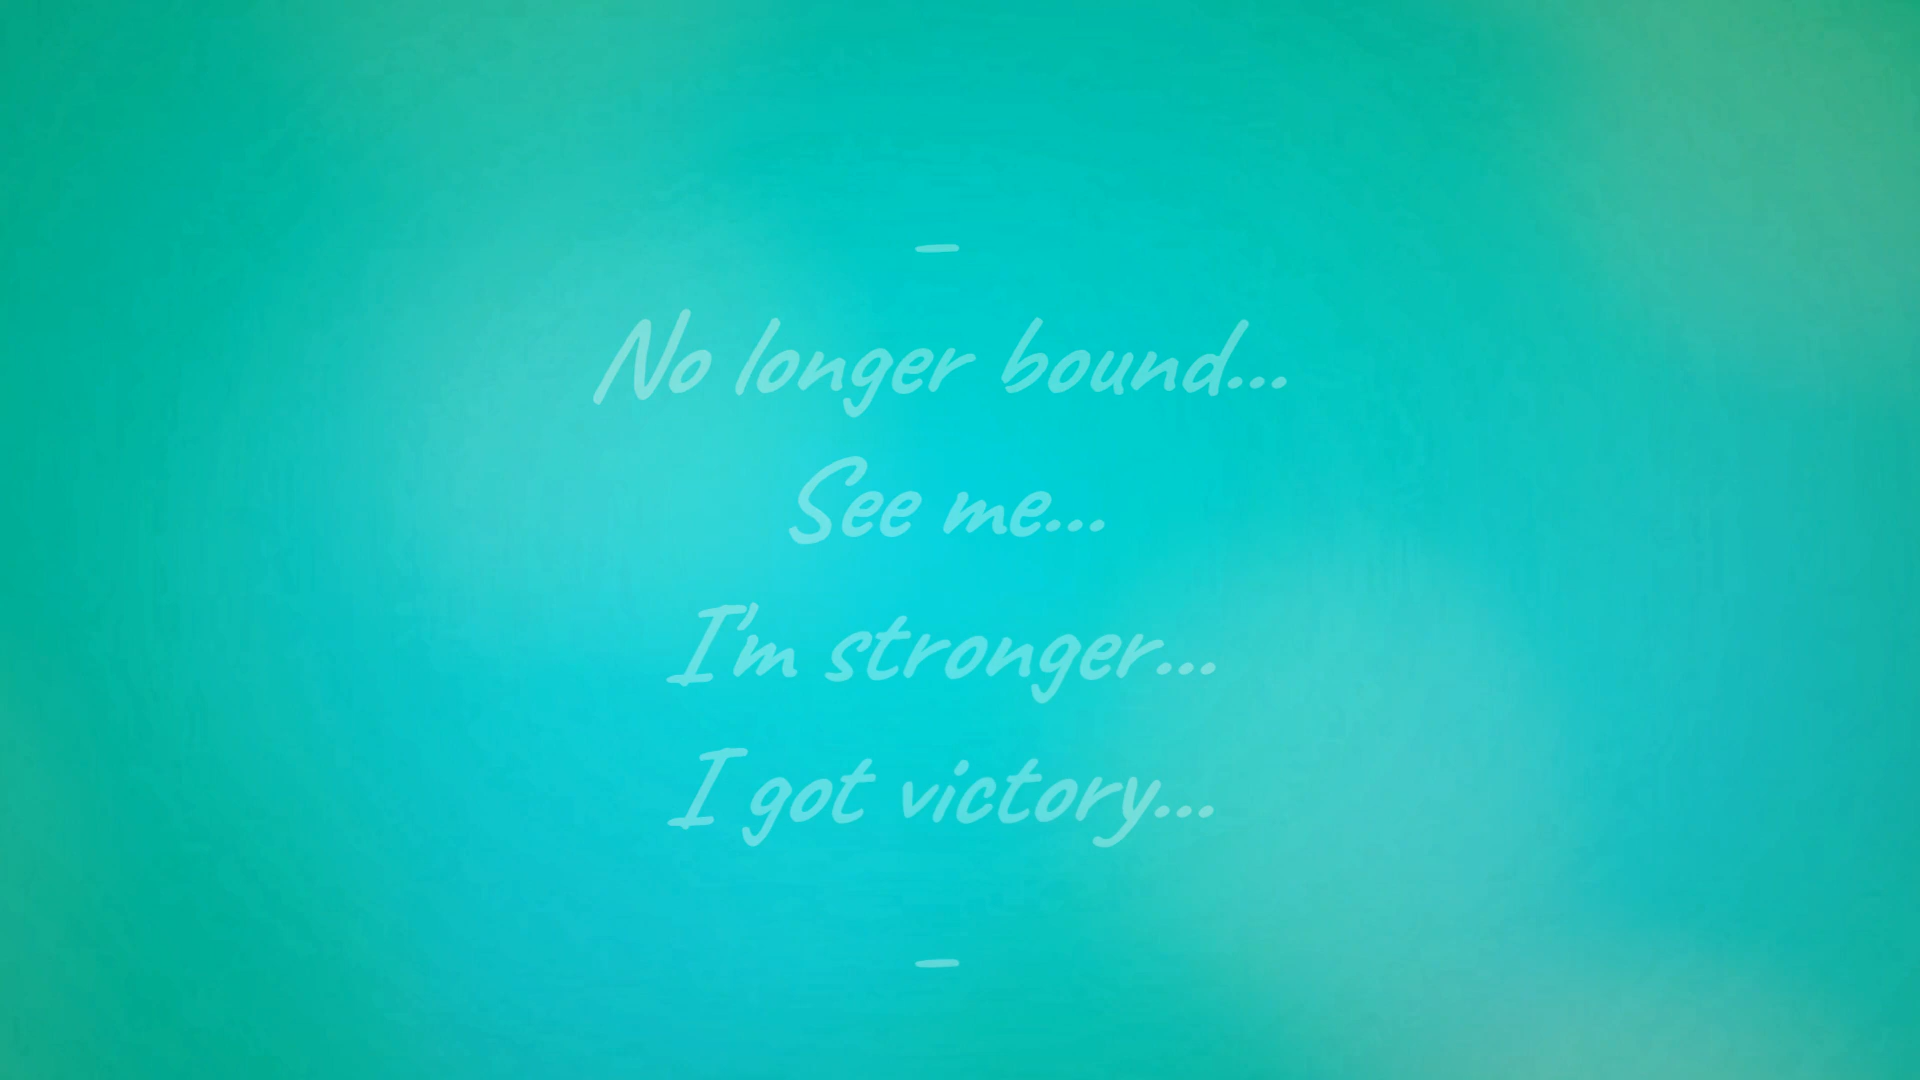 –
No longer bound...
See me...
I'm stronger...
I got victory...
–